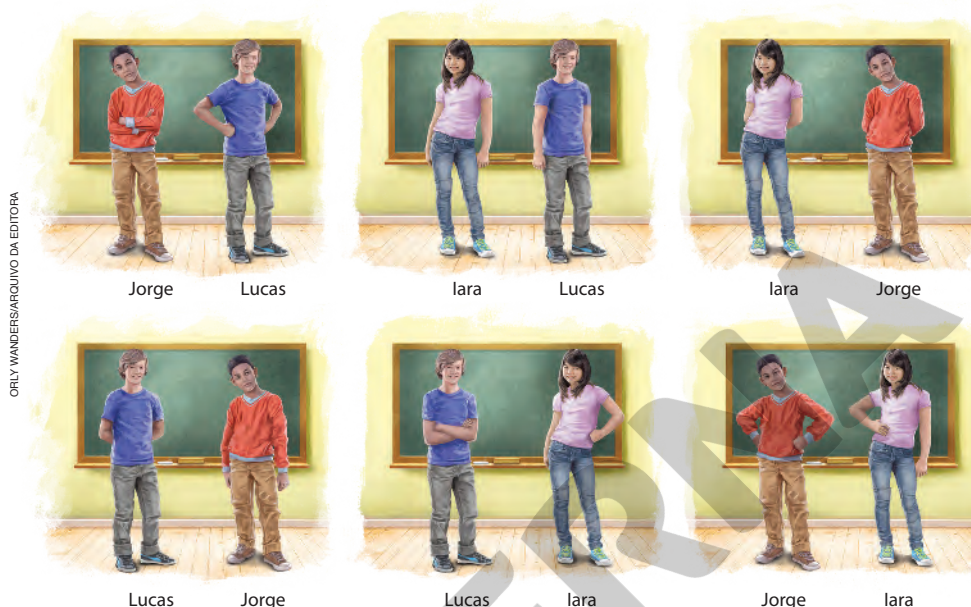 ORLY WANDERS/ARQUIVO DA EDITORA
Jorge Lucas
Iara Lucas
Iara Jorge
Lucas Jorge
Lucas Iara
Jorge Iara